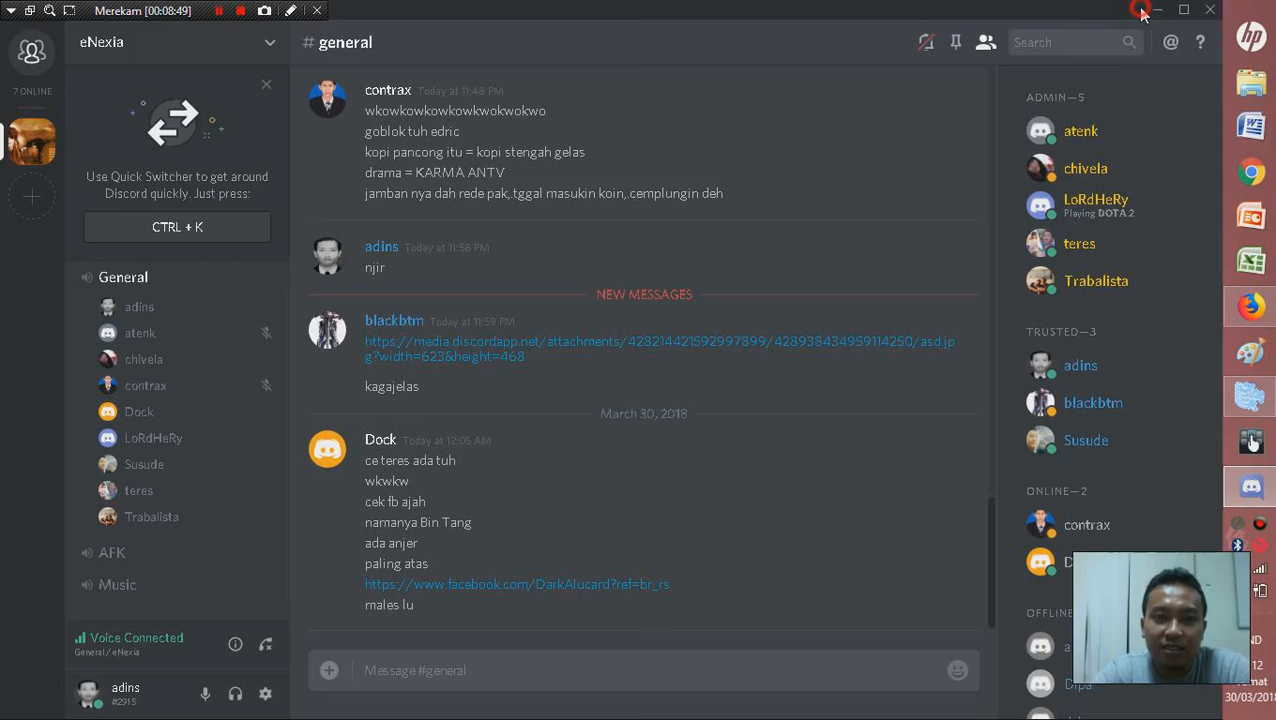 Merekam [00:08:49]
eNexia
# general
Search
7 ONLINE
Use Quick Switcher to get around
Discord quickly. Just press:
CTRL + K
General
adins
atenk
chivela
contrax
Dock
LoRdHeRy
Susude
teres
Trabalista
AFK
Music
Voice Connected
General / eNexia
adins
#2915
contrax Today at 11:48 PM
wkowkowkowkowkwokwokwo
goblok tuh edric
kopi pancong itu = kopi stengah gelas
drama = KARMA ANTV
jamban nya dah rede pak,.tggal masukin koin,.cemplungin deh
adins Today at 11:58 PM
njir
NEW MESSAGES
blackbtm Today at 11:59 PM
https://media.discordapp.net/attachments/428214421592997899/428938434959114250/asd.jp
g?width=623&height=468
kagajelas
March 30, 2018
Dock Today at 12:05 AM
ce teres ada tuh
wkwkw
cek fb ajah
namanya Bin Tang
ada anjer
paling atas
https://www.facebook.com/DarkAlucard?ref=br_rs
males lu
Message #general
ADMIN—5
atenk
chivela
LoRdHeRy
Playing DOTA 2
teres
Trabalista
TRUSTED—3
adins
blackbtm
Susude
ONLINE—2
contrax
OFFLINE
30/03/2018